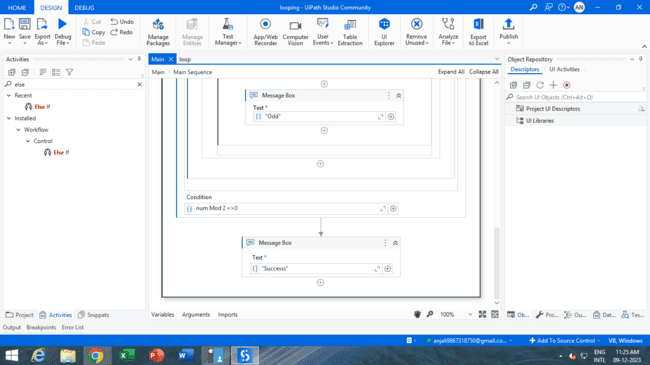 looping - UiPath Studio Community
HOME DESIGN DEBUG
AN
New Save Export As Debug File
Cut Copy Paste Undo Redo
Manage Packages
Manage Entities
Test Manager
App/Web Recorder
Computer Vision
User Events
Table Extraction
UI Explorer
Remove Unused
Analyze File
Export to Excel
Publish
Activities
else
Recent
Else If
Installed
Workflow
Control
Else If
Main loop
Main Main Sequence Expand All Collapse All
Message Box
Text *
"Odd"
Condition
num Mod 2 <>0
Message Box
Text *
"Success"
Object Repository
Descriptors UI Activities
Search UI Objects (Ctrl+Alt+O)
Project UI Descriptors
UI Libraries
Project Activities Snippets
Variables Arguments Imports 100%
Ob... Pro... Ou... Dat... Tes...
Output Breakpoints Error List
Add To Source Control VB, Windows
ENG INTL
11:25 AM
09-12-2023